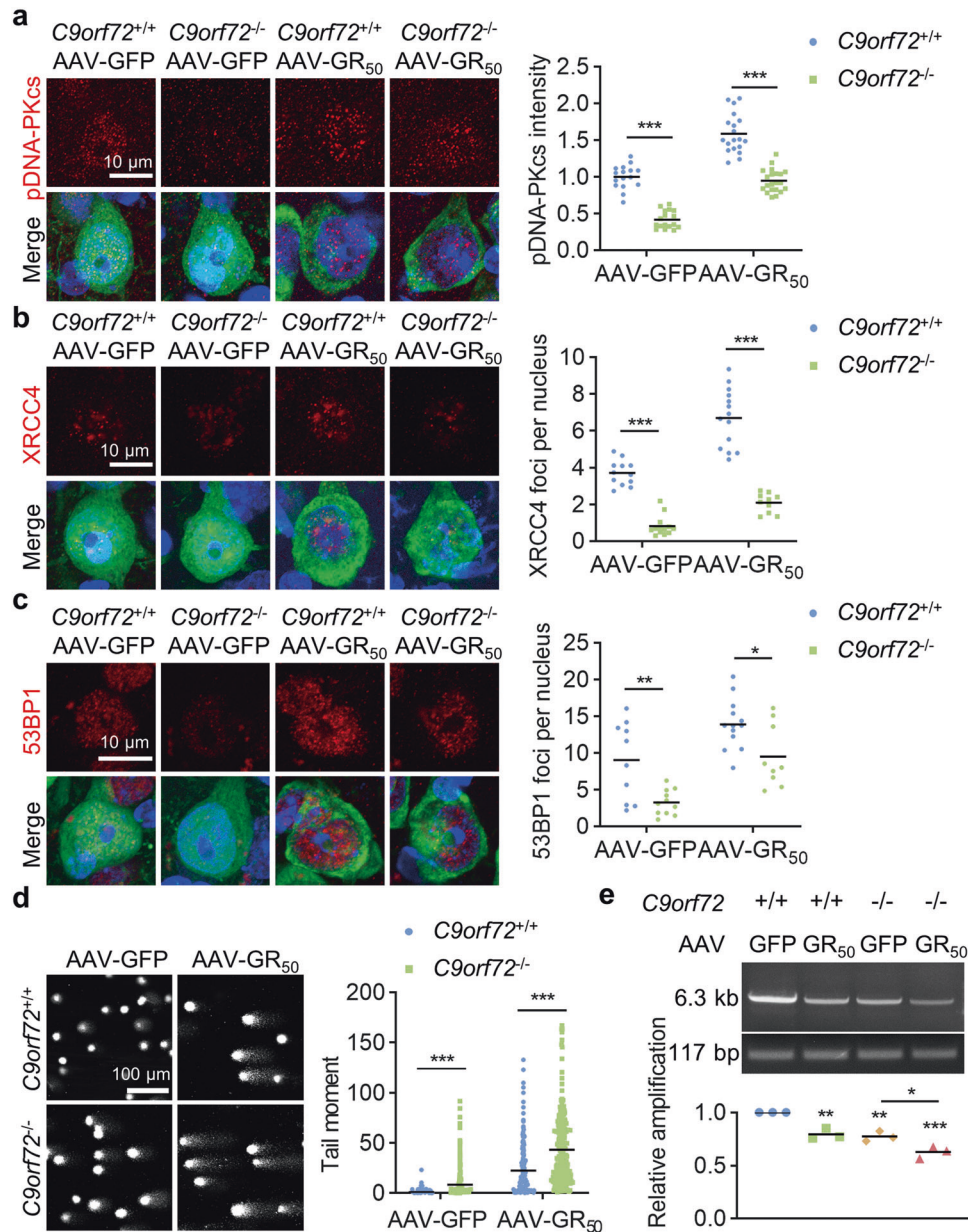 a
C9orf72+/+ C9orf72-/- C9orf72+/+ C9orf72-/-
AAV-GFP AAV-GFP AAV-GR50 AAV-GR50
pDNA-PKcs
10 μm
Merge
C9orf72+/+
C9orf72-/-
pDNA-PKcs intensity
2.5
2.0
1.5
1.0
0.5
0.0
***
***
AAV-GFP AAV-GR50
b
C9orf72+/+ C9orf72-/- C9orf72+/+ C9orf72-/-
AAV-GFP AAV-GFP AAV-GR50 AAV-GR50
XRCC4
10 μm
Merge
C9orf72+/+
C9orf72-/-
XRCC4 foci per nucleus
10
8
6
4
2
0
***
***
AAV-GFP AAV-GR50
c
C9orf72+/+ C9orf72-/- C9orf72+/+ C9orf72-/-
AAV-GFP AAV-GFP AAV-GR50 AAV-GR50
53BP1
10 μm
Merge
C9orf72+/+
C9orf72-/-
53BP1 foci per nucleus
25
20
15
10
5
0
**
*
AAV-GFP AAV-GR50
d
AAV-GFP AAV-GR50
C9orf72+/+
100 μm
C9orf72-/-
C9orf72+/+
C9orf72-/-
Tail moment
200
150
100
50
0
***
***
AAV-GFP AAV-GR50
e
C9orf72 +/+ +/+ -/- -/-
AAV GFP GR50 GFP GR50
6.3 kb
117 bp
Relative amplification
1.0
0.5
0.0
**
**
*
***